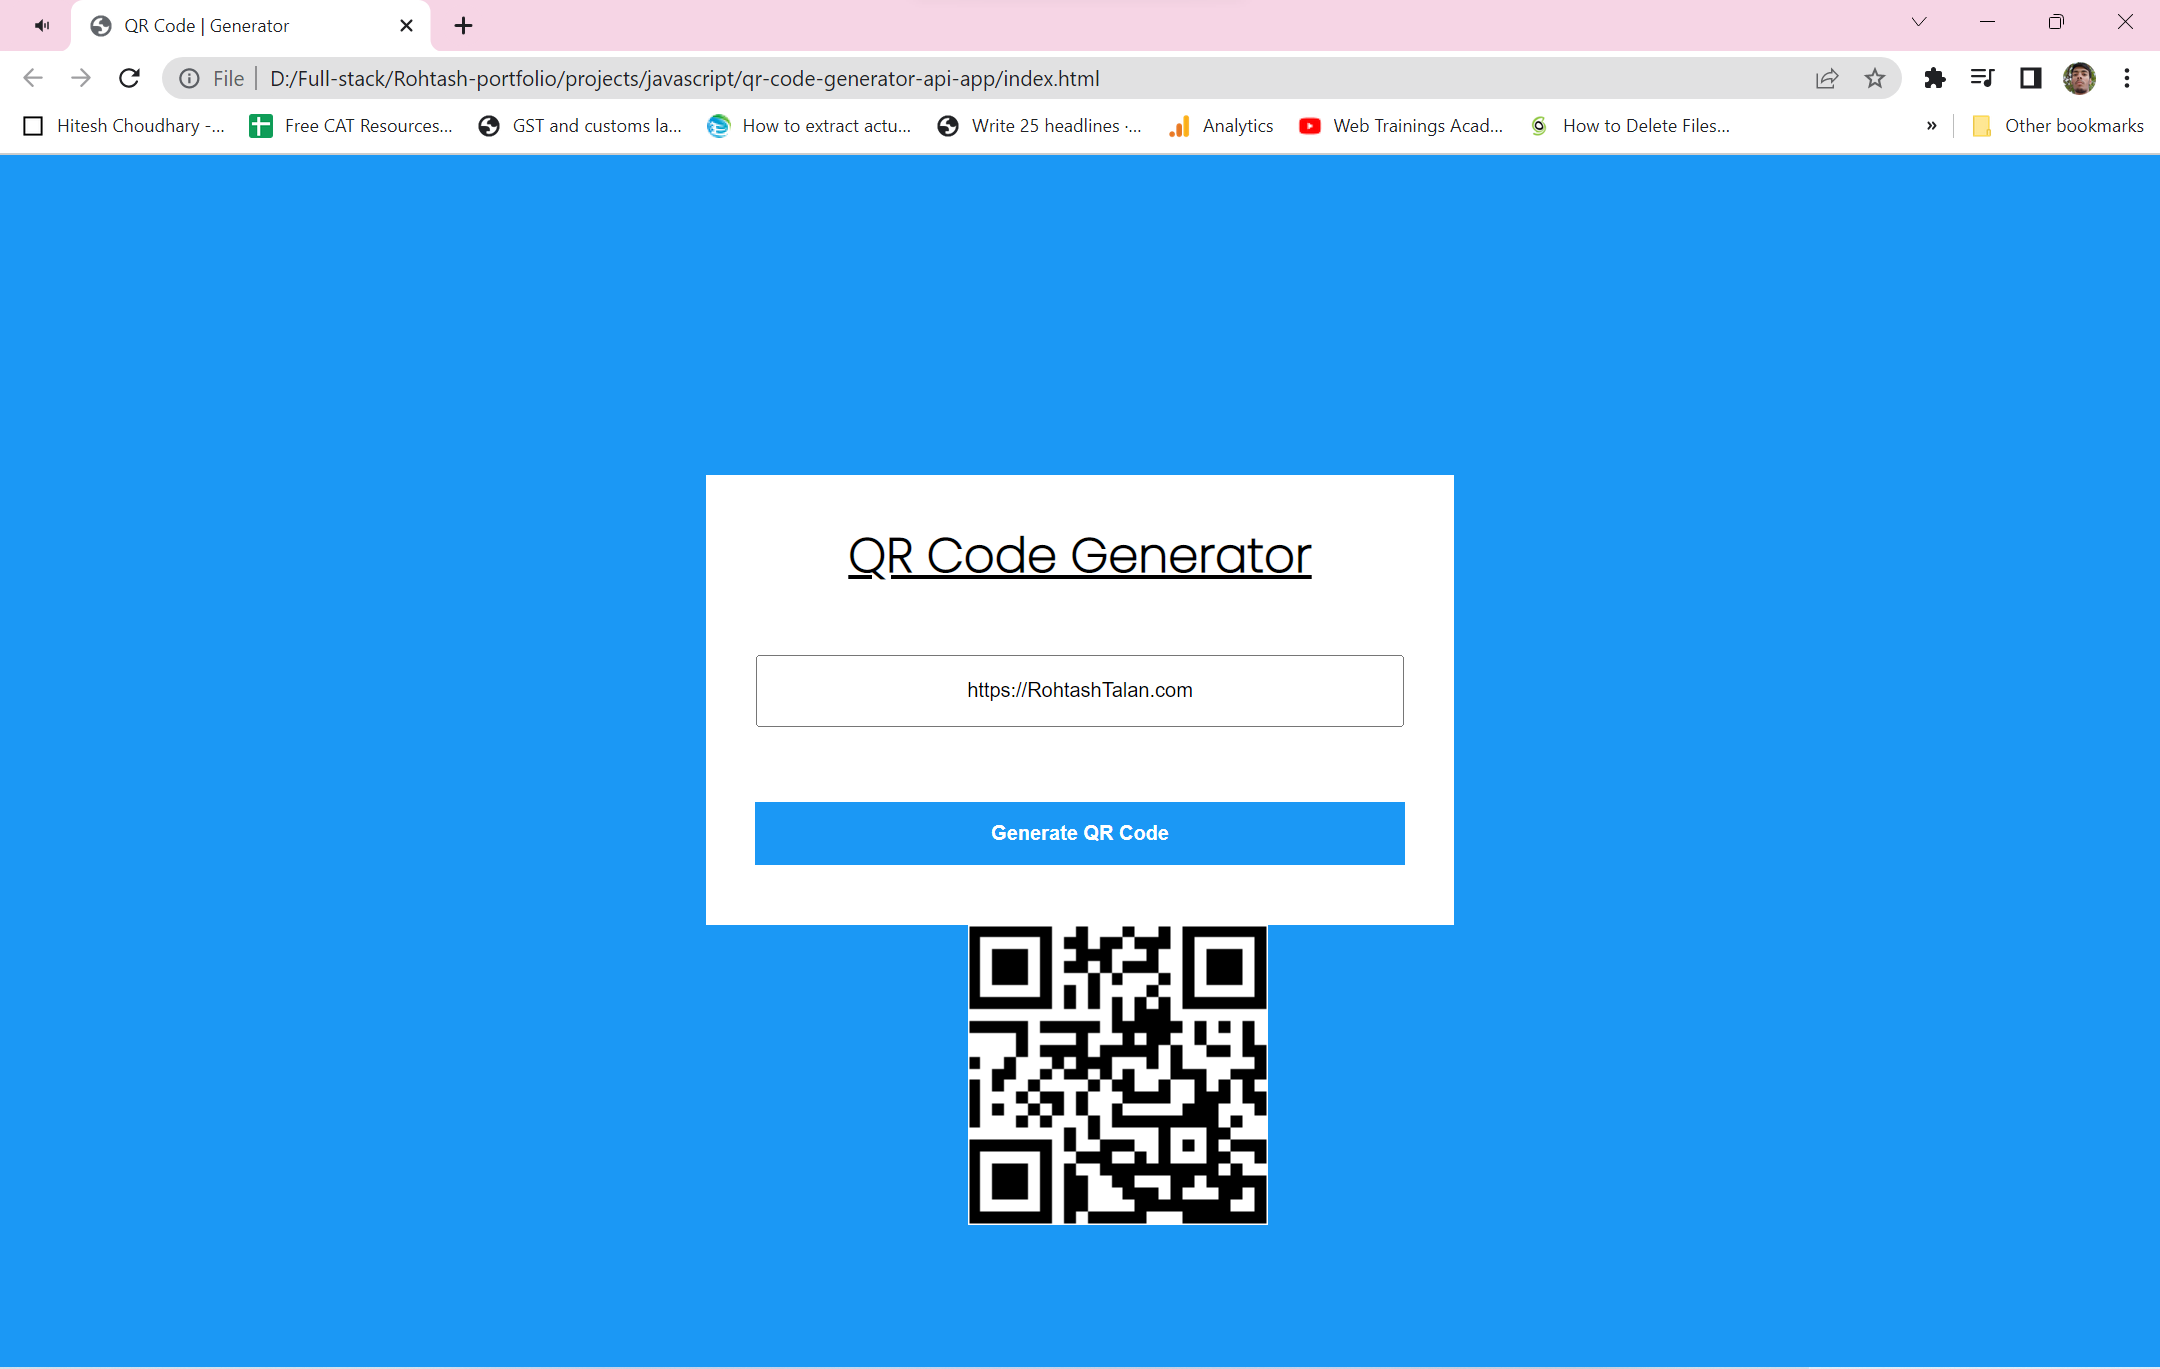 QR Code | Generator
File | D:/Full-stack/Rohtash-portfolio/projects/javascript/qr-code-generator-api-app/index.html
Hitesh Choudhary -... Free CAT Resources... GST and customs la... How to extract actu... Write 25 headlines ·... Analytics Web Trainings Acad... How to Delete Files... » Other bookmarks
QR Code Generator
https://RohtashTalan.com
Generate QR Code